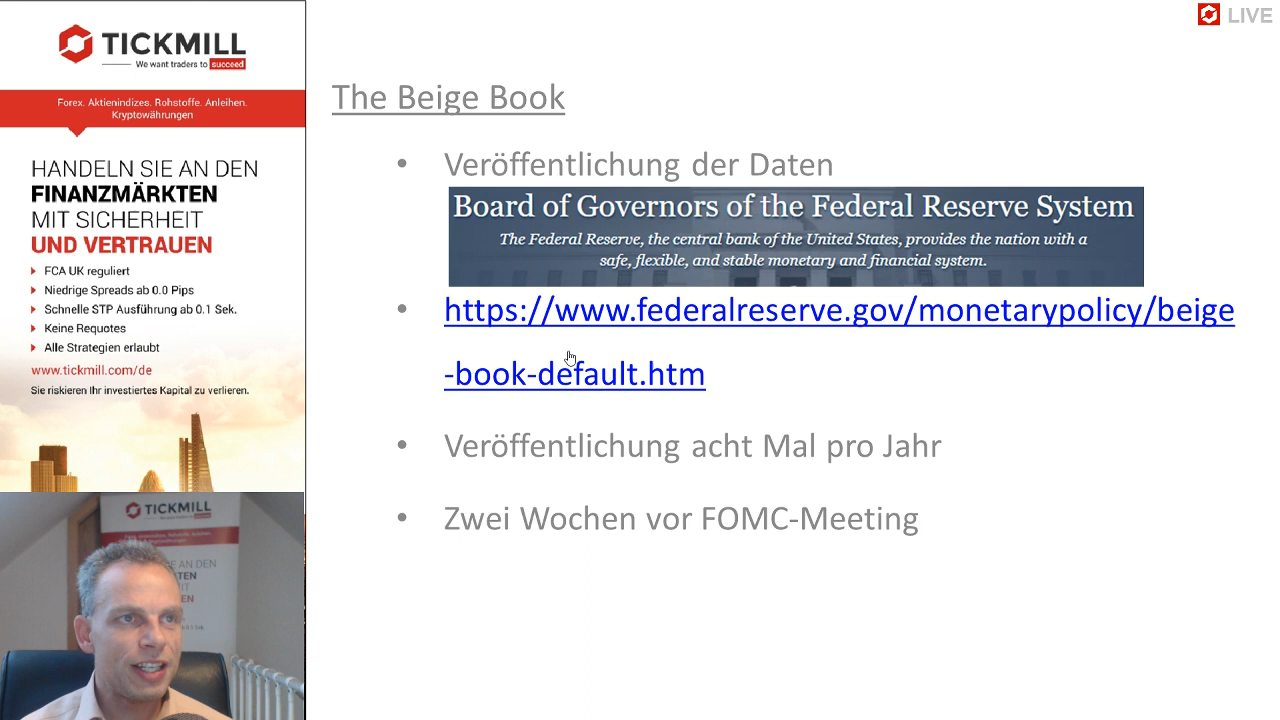 TICKMILL
We want traders to succeed
Forex. Aktienindizes. Rohstoffe. Anleihen.
Kryptowährungen
HANDELN SIE AN DEN
FINANZMÄRKTEN
MIT SICHERHEIT
UND VERTRAUEN
FCA UK reguliert
Niedrige Spreads ab 0.0 Pips
Schnelle STP Ausführung ab 0.1 Sek.
Keine Requotes
Alle Strategien erlaubt
www.tickmill.com/de
Sie riskieren Ihr investiertes Kapital zu verlieren.
LIVE
The Beige Book
• Veröffentlichung der Daten
Board of Governors of the Federal Reserve System
The Federal Reserve, the central bank of the United States, provides the nation with a
safe, flexible, and stable monetary and financial system.
• https://www.federalreserve.gov/monetarypolicy/beige
-book-default.htm
• Veröffentlichung acht Mal pro Jahr
• Zwei Wochen vor FOMC-Meeting
TICKMILL